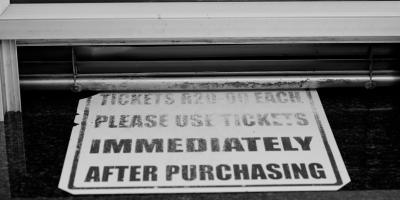 TICKETS R20-00 EACH
PLEASE USE TICKETS
IMMEDIATELY
AFTER PURCHASING